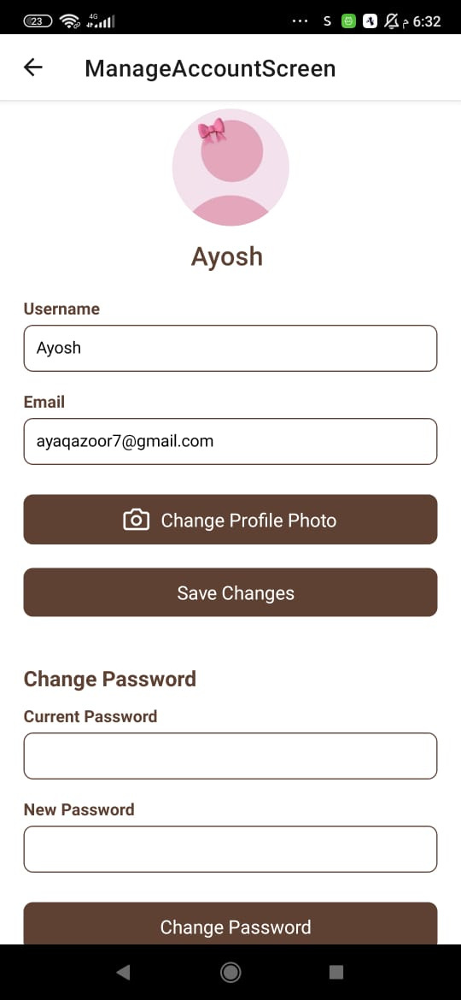 23 4G ... S 6:32 م
ManageAccountScreen
Ayosh
Username
Ayosh
Email
ayaqazoor7@gmail.com
Change Profile Photo
Save Changes
Change Password
Current Password
New Password
Change Password